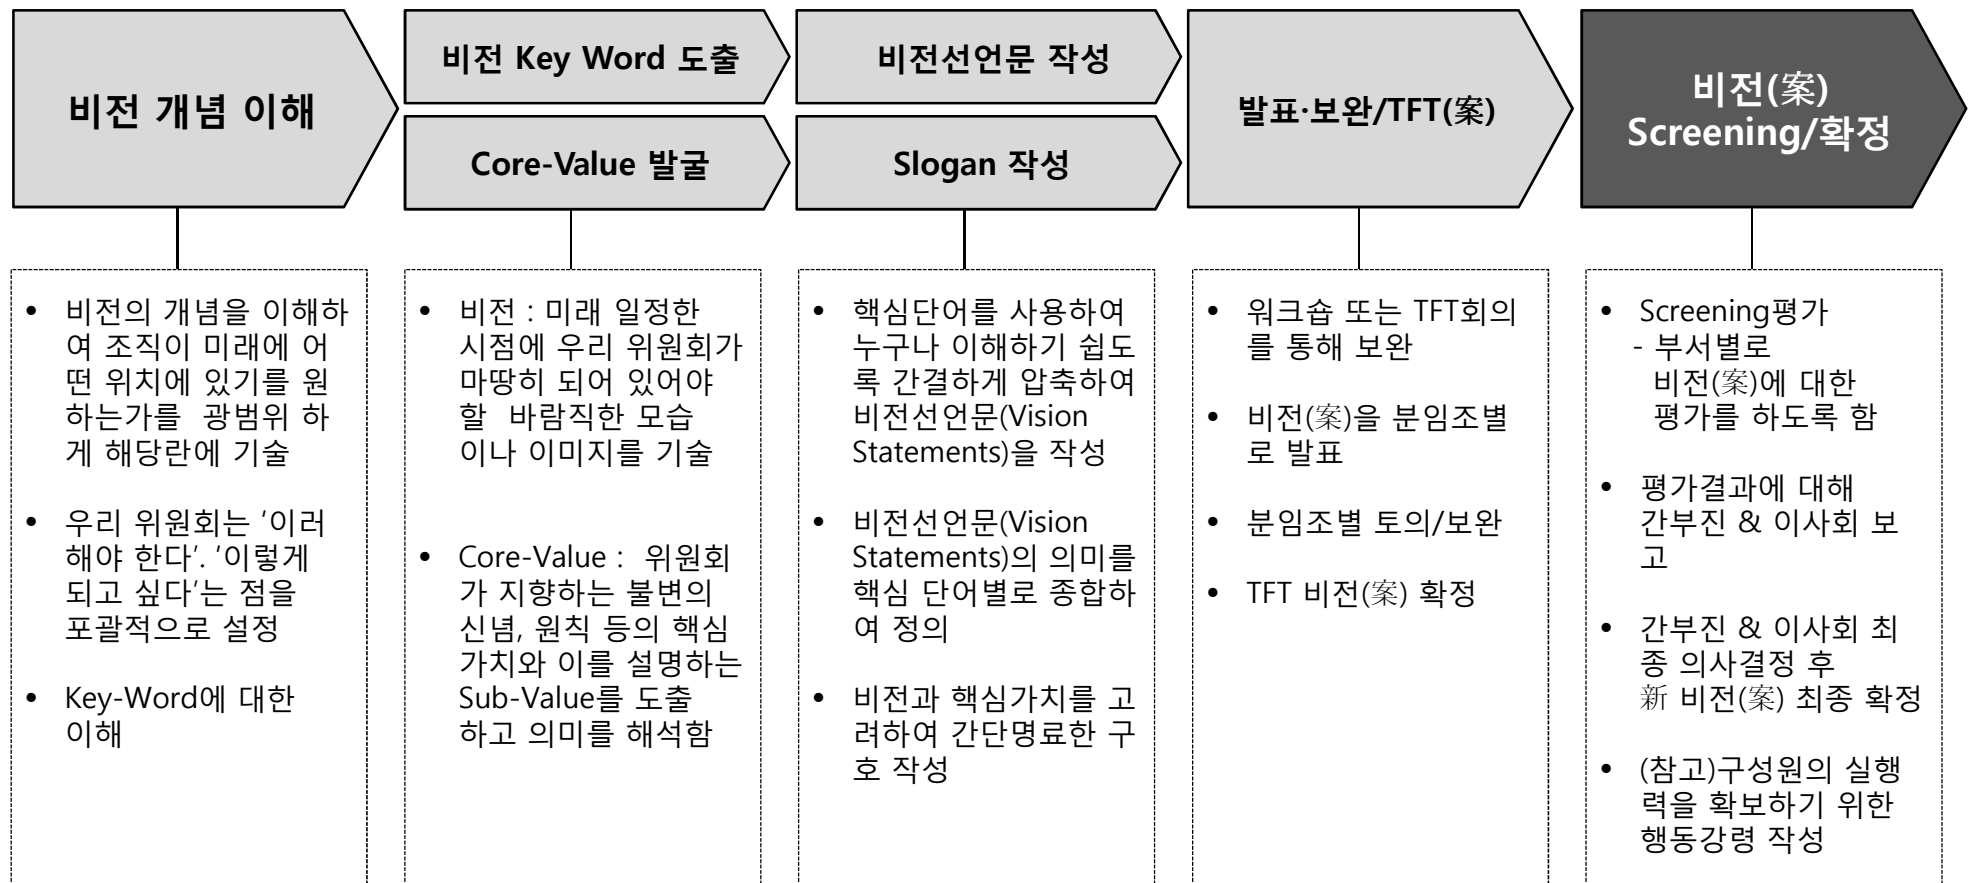 비전 개념 이해
비전 Key Word 도출
Core-Value 발굴
비전선언문 작성
Slogan 작성
발표·보완/TFT(案)
비전(案)
Screening/확정
• 비전의 개념을 이해하
여 조직이 미래에 어
떤 위치에 있기를 원
하는가를 광범위 하
게 해당란에 기술
• 우리 위원회는 ‘이러
해야 한다’. ‘이렇게
되고 싶다’는 점을
포괄적으로 설정
• Key-Word에 대한
이해
• 비전 : 미래 일정한
시점에 우리 위원회가
마땅히 되어 있어야
할 바람직한 모습
이나 이미지를 기술
• Core-Value : 위원회
가 지향하는 불변의
신념, 원칙 등의 핵심
가치와 이를 설명하는
Sub-Value를 도출
하고 의미를 해석함
• 핵심단어를 사용하여
누구나 이해하기 쉽도
록 간결하게 압축하여
비전선언문(Vision
Statements)을 작성
• 비전선언문(Vision
Statements)의 의미를
핵심 단어별로 종합하
여 정의
• 비전과 핵심가치를 고
려하여 간단명료한 구
호 작성
• 워크숍 또는 TFT회의
를 통해 보완
• 비전(案)을 분임조별
로 발표
• 분임조별 토의/보완
• TFT 비전(案) 확정
• Screening평가
- 부서별로
비전(案)에 대한
평가를 하도록 함
• 평가결과에 대해
간부진 & 이사회 보
고
• 간부진 & 이사회 최
종 의사결정 후
新 비전(案) 최종 확정
• (참고)구성원의 실행
력을 확보하기 위한
행동강령 작성